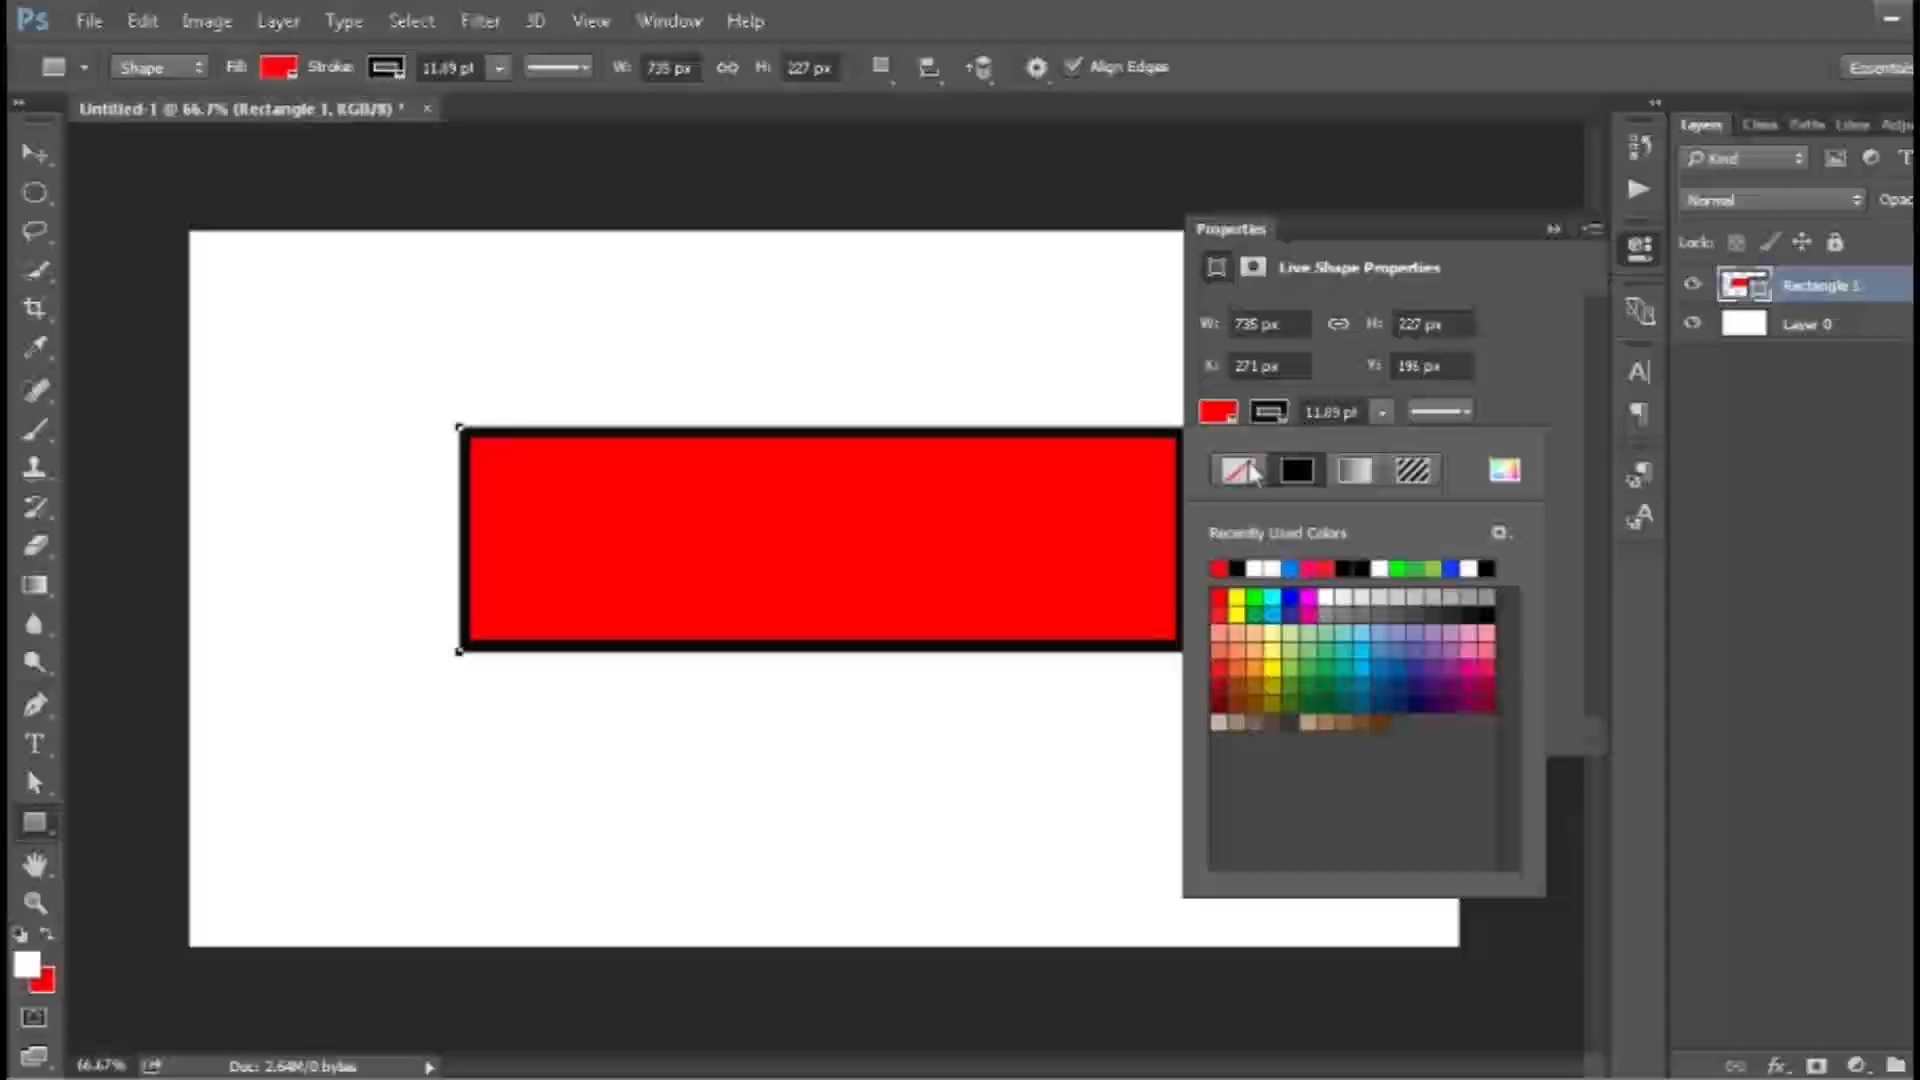 Ps File Edit Image Layer Type Select Filter 3D View Window Help
Shape Fill: Stroke: 11.89 pt W: 735 px H: 227 px Align Edges Essentials
Untitled-1 @ 66.7% (Rectangle 1, RGB/8) * ×
Layers Paths
Kind
Normal Opac
Lock:
Rectangle 1
Layer 0
Properties
Live Shape Properties
W: 735 px H: 227 px
X: 271 px Y: 196 px
11.89 pt
Recently Used Colors
66.67% Doc: 2.64M/0 bytes